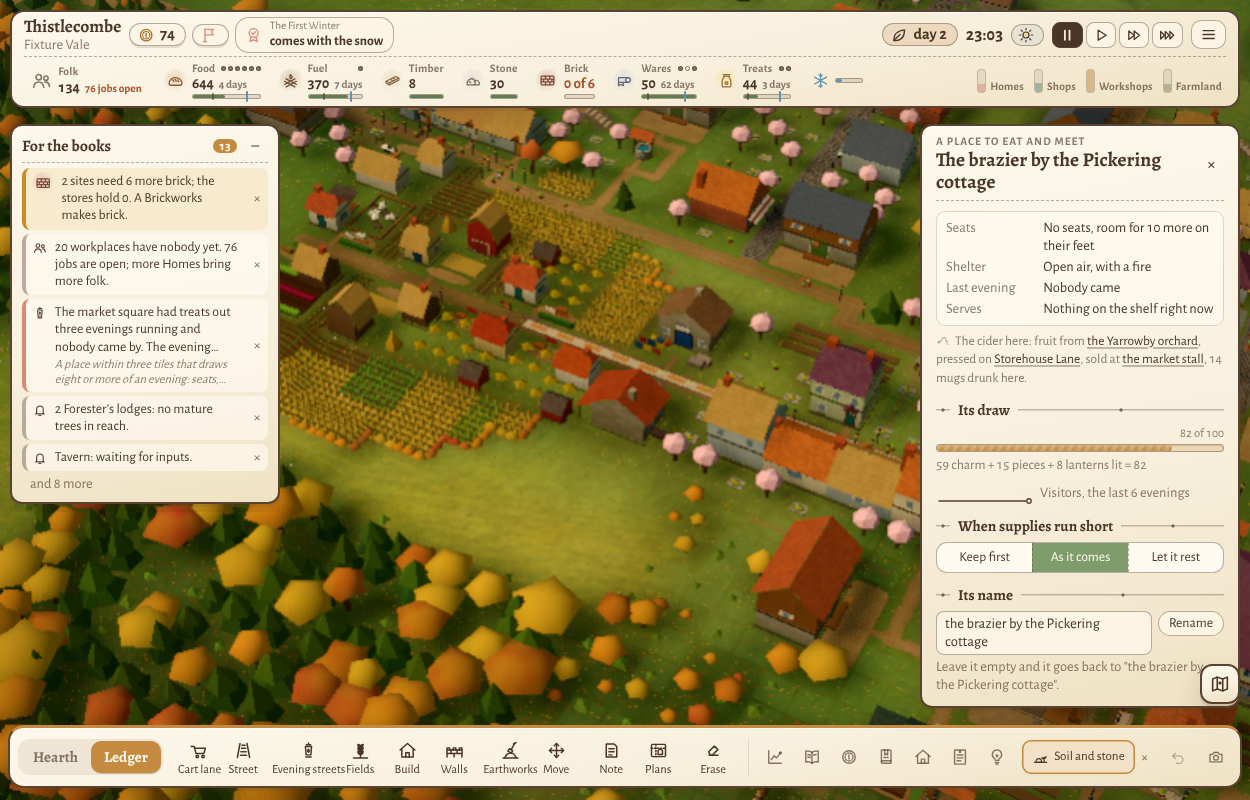 Thistlecombe
Fixture Vale
74
The First Winter
comes with the snow
day 2
23:03
Folk
134 76 jobs open
Food
644 4 days
Fuel
370 7 days
Timber
8
Stone
30
Brick
0 of 6
Wares
50 62 days
Treats
44 3 days
Homes
Shops
Workshops
Farmland
For the books
13
2 sites need 6 more brick; the
stores hold 0. A Brickworks
makes brick.
20 workplaces have nobody yet. 76
jobs are open; more Homes bring
more folk.
The market square had treats out
three evenings running and
nobody came by. The evening…
A place within three tiles that draws
eight or more of an evening: seats,…
2 Forester's lodges: no mature
trees in reach.
Tavern: waiting for inputs.
and 8 more
A PLACE TO EAT AND MEET
The brazier by the Pickering
cottage
Seats No seats, room for 10 more on
their feet
Shelter Open air, with a fire
Last evening Nobody came
Serves Nothing on the shelf right now
The cider here: fruit from the Yarrowby orchard,
pressed on Storehouse Lane, sold at the market stall, 14
mugs drunk here.
Its draw
82 of 100
59 charm + 15 pieces + 8 lanterns lit = 82
Visitors, the last 6 evenings
When supplies run short
Keep first As it comes Let it rest
Its name
the brazier by the Pickering
cottage
Rename
Leave it empty and it goes back to "the brazier by
the Pickering cottage".
Hearth Ledger
Cart lane Street Evening streets Fields Build Walls Earthworks Move Note Plans Erase
Soil and stone